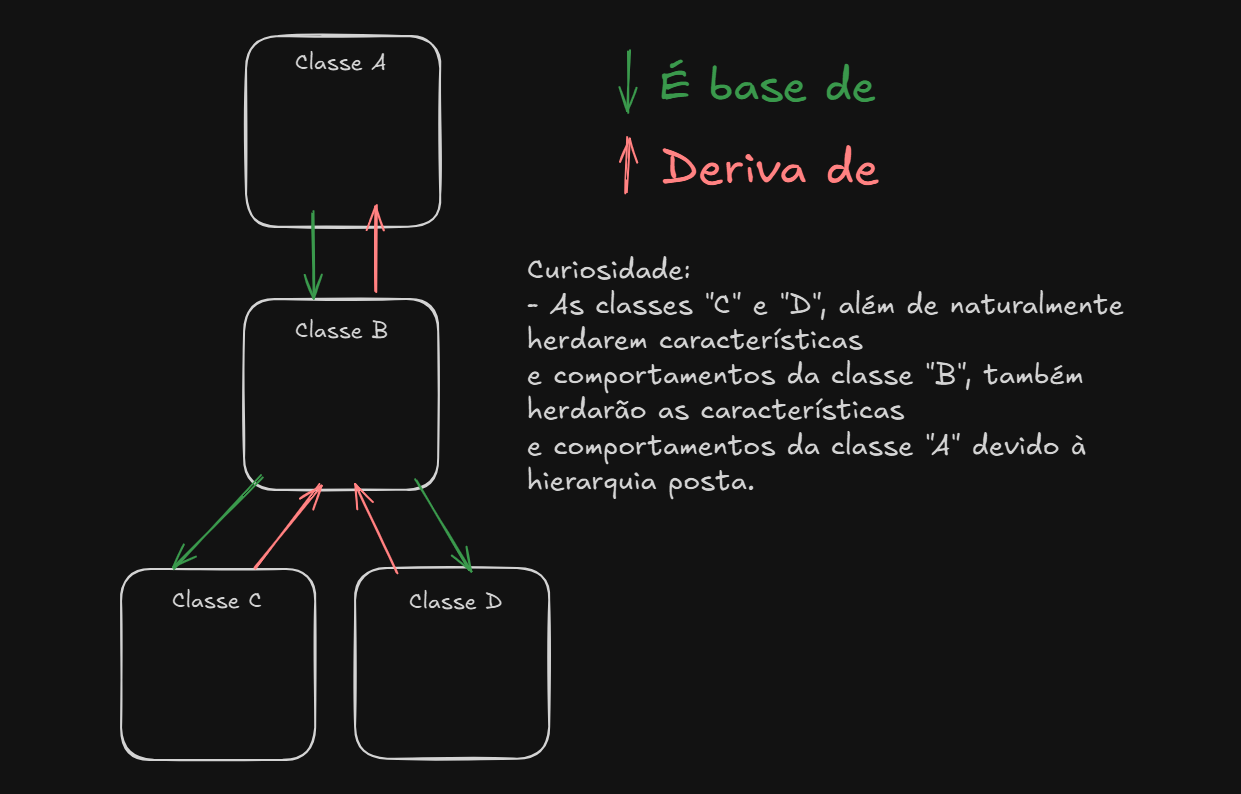 Classe A
É base de
Deriva de
Curiosidade:
- As classes "C" e "D", além de naturalmente
herdarem características
e comportamentos da classe "B", também
herdarão as características
e comportamentos da classe "A" devido à
hierarquia posta.
Classe B
Classe C
Classe D